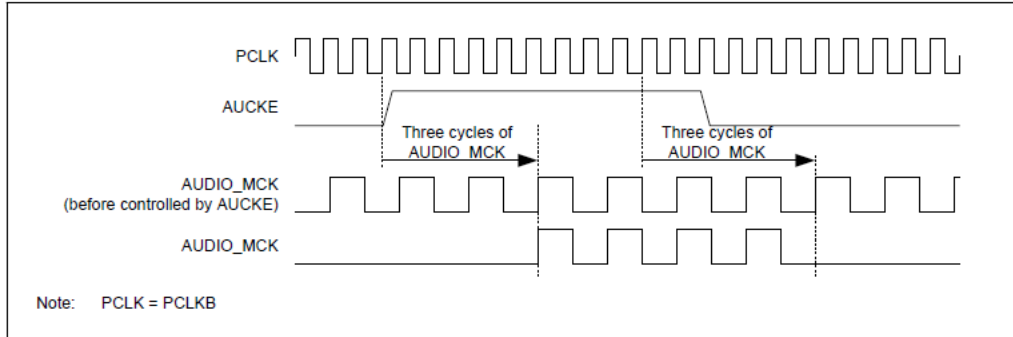 PCLK
AUCKE
Three cycles of
AUDIO_MCK
Three cycles of
AUDIO_MCK
AUDIO_MCK
(before controlled by AUCKE)
AUDIO_MCK
Note: PCLK = PCLKB